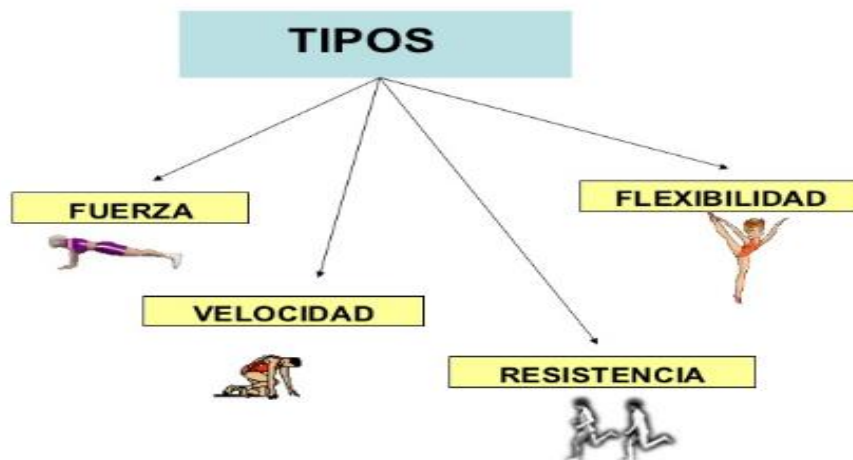 TIPOS
FUERZA
FLEXIBILIDAD
VELOCIDAD
RESISTENCIA